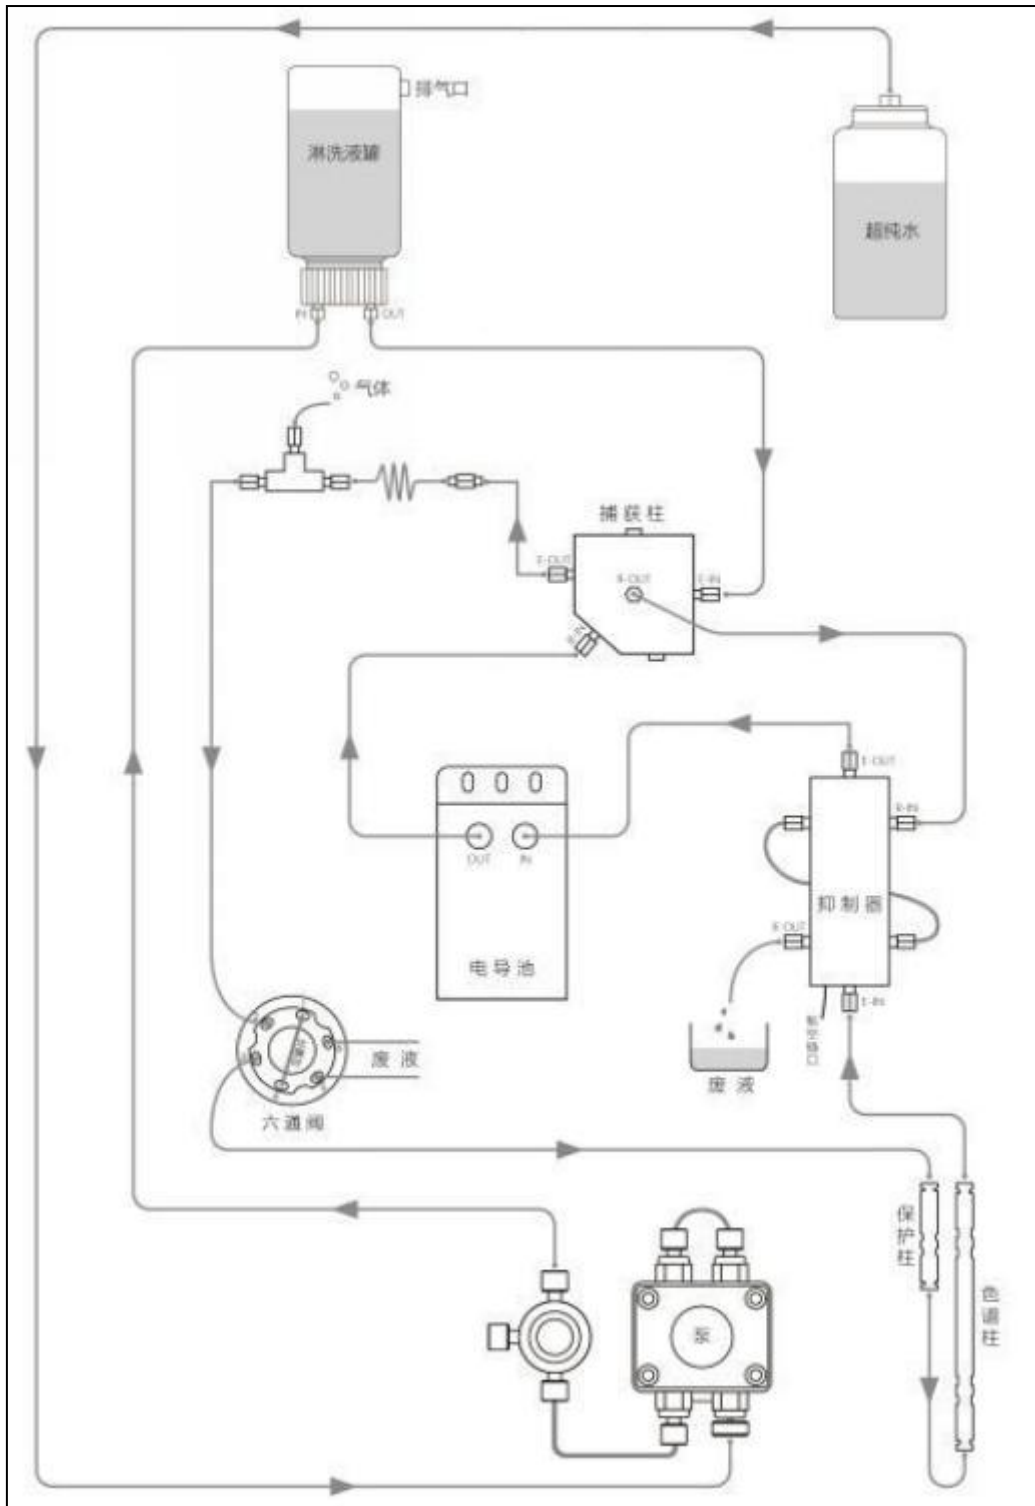 排气口
淋洗液罐
超纯水
IN
OUT
气体
捕获柱
E-OUT
R-OUT
E-IN
E-OUT
R-IN
OUT
IN
抑制器
R-OUT
电导池
E-IN
废液
废液
六通阀
保护柱
色谱柱
泵